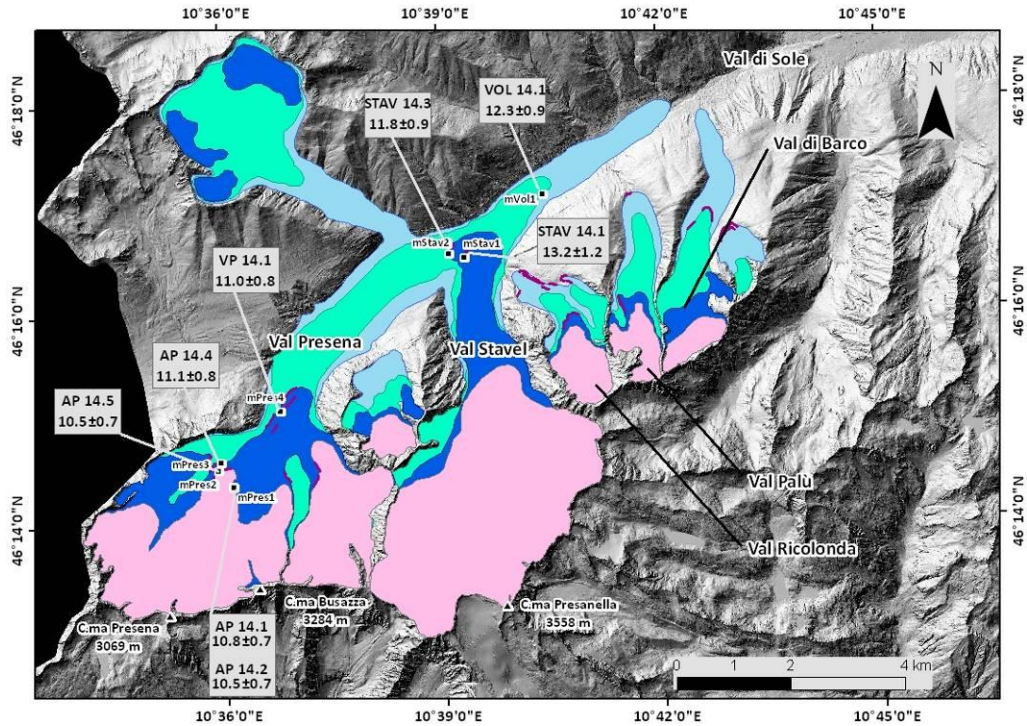 10°36'0"E
10°39'0"E
10°42'0"E
10°45'0"E
46°18'0"N
46°16'0"N
46°14'0"N
46°18'0"N
46°16'0"N
46°14'0"N
N
Val di Sole
VOL 14.1
12.3±0.9
STAV 14.3
11.8±0.9
Val di Barco
mVol1
STAV 14.1
13.2±1.2
mStav2
mStav1
VP 14.1
11.0±0.8
Val Presena
Val Stavel
AP 14.4
11.1±0.8
AP 14.5
10.5±0.7
mPres4
mPres3
mPres2
mPres1
Val Palù
Val Ricolonda
C.ma Presena
3069 m
C.ma Busazza
3284 m
C.ma Presanella
3558 m
AP 14.1
10.8±0.7
AP 14.2
10.5±0.7
0 1 2 4 km
10°36'0"E
10°39'0"E
10°42'0"E
10°45'0"E